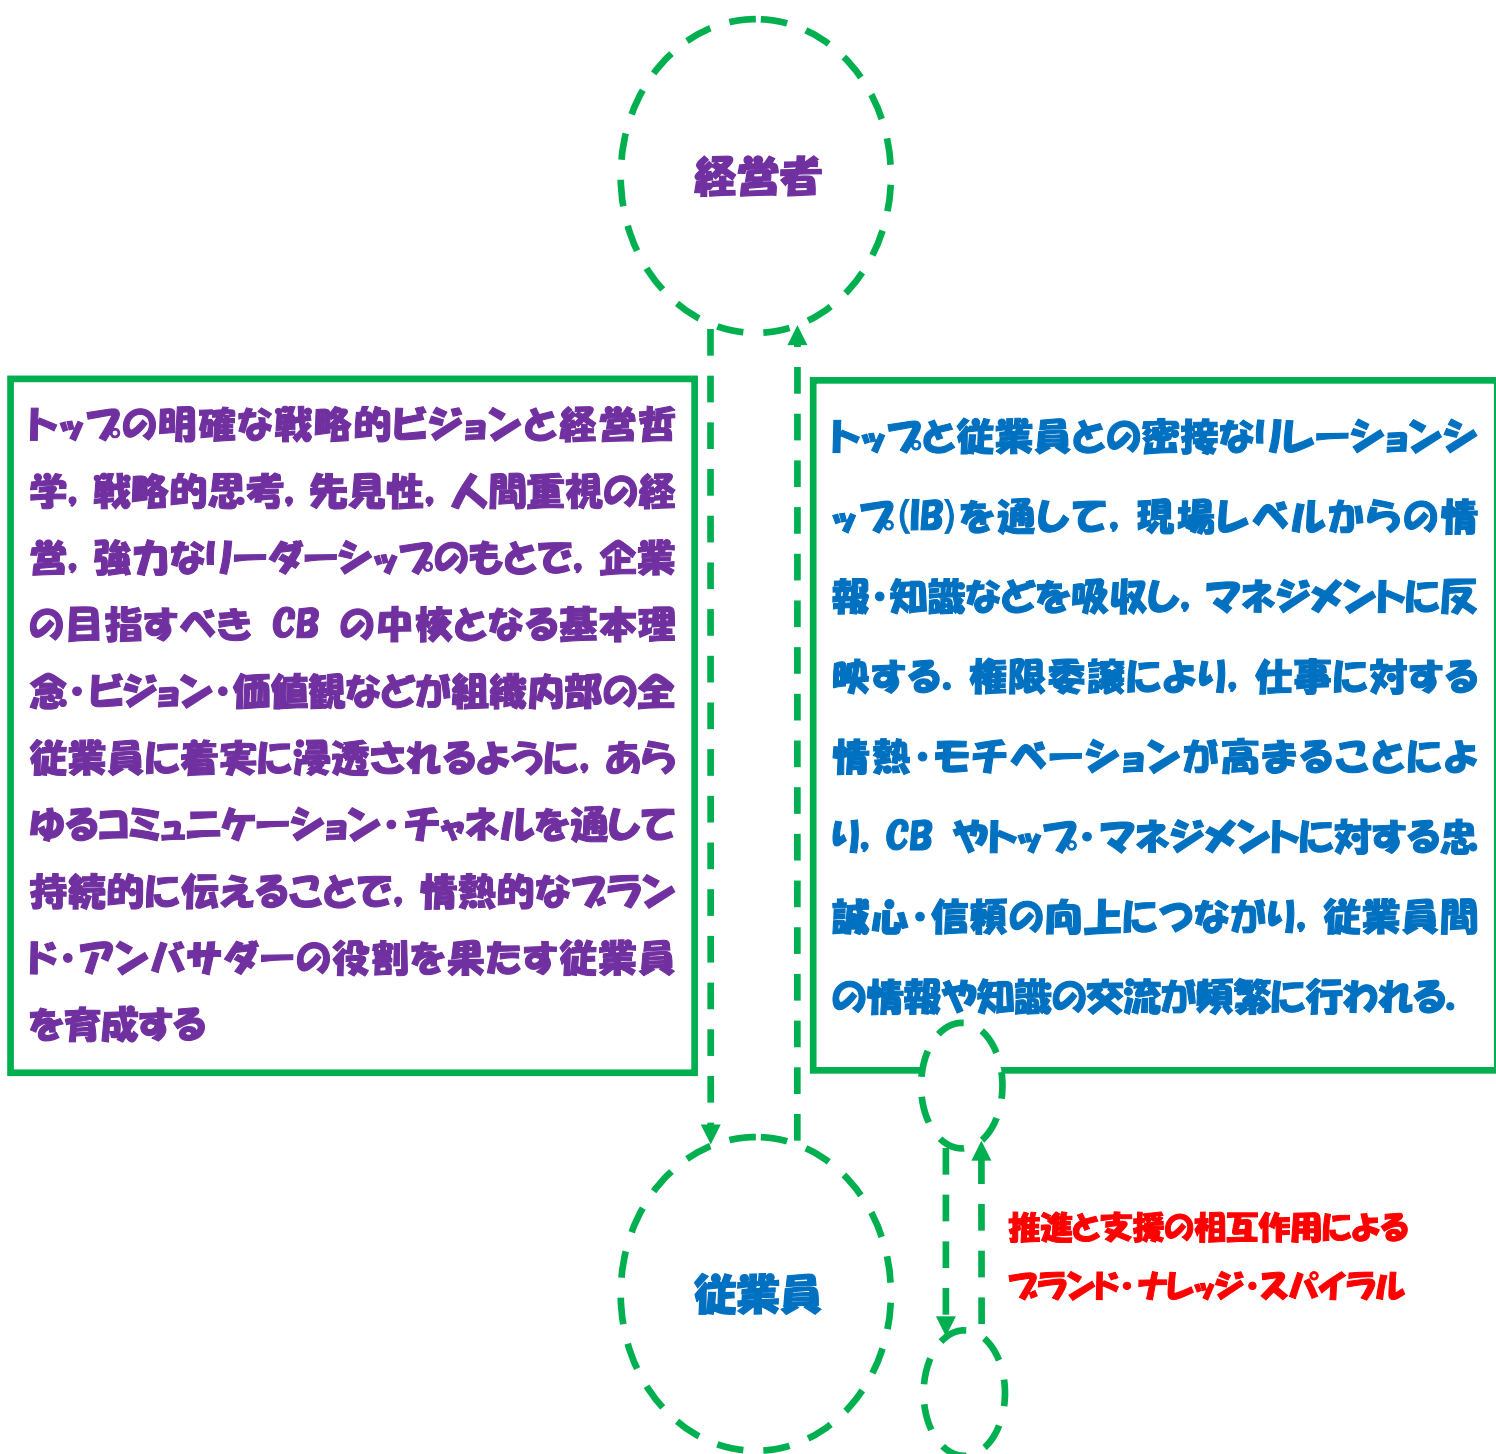 経営者
トップの明確な戦略的ビジョンと経営哲
学，戦略的思考，先見性，人間重視の経
営，強力なリーダーシップのもとで，企業
の目指すべき CB の中核となる基本理
念・ビジョン・価値観などが組織内部の全
従業員に着実に浸透されるように，あら
ゆるコミュニケーション・チャネルを通して
持続的に伝えることで，情熱的なブラン
ド・アンバサダーの役割を果たす従業員
を育成する
トップと従業員との密接なリレーションシ
ップ(IB)を通して，現場レベルからの情
報・知識などを吸収し，マネジメントに反
映する．権限委譲により，仕事に対する
情熱・モチベーションが高まることによ
り，CB やトップ・マネジメントに対する忠
誠心・信頼の向上につながり，従業員間
の情報や知識の交流が頻繁に行われる．
推進と支援の相互作用による
ブランド・ナレッジ・スパイラル
従業員